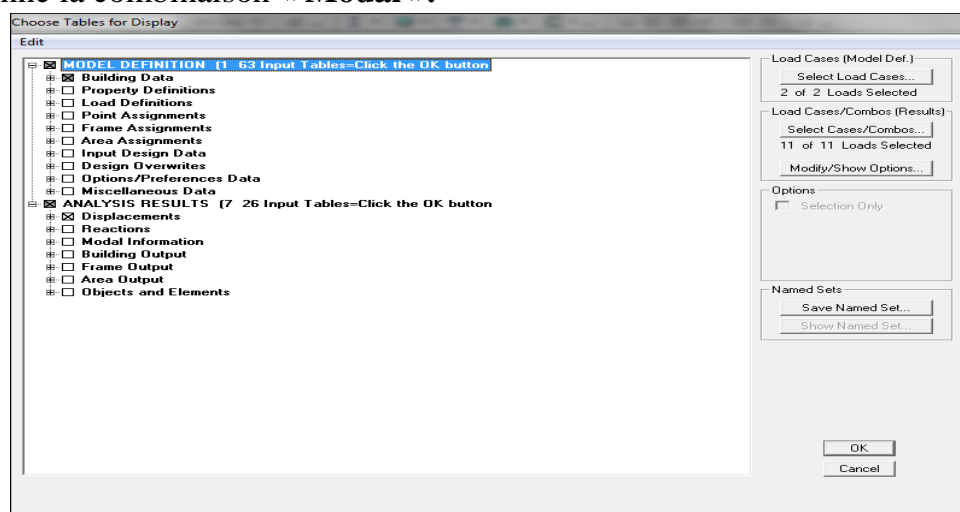 la combinaison « Modal ».
Choose Tables for Display
Edit
MODEL DEFINITION (1 63 Input Tables=Click the OK button
Building Data
Property Definitions
Load Definitions
Point Assignments
Frame Assignments
Area Assignments
Input Design Data
Design Overwrites
Options/Preferences Data
Miscellaneous Data
ANALYSIS RESULTS (7 26 Input Tables=Click the OK button
Displacements
Reactions
Modal Information
Building Output
Frame Output
Area Output
Objects and Elements
Load Cases (Model Def.)
Select Load Cases...
2 of 2 Loads Selected
Load Cases/Combos (Results)
Select Cases/Combos...
11 of 11 Loads Selected
Modify/Show Options...
Options
Selection Only
Named Sets
Save Named Set...
Show Named Set...
OK
Cancel